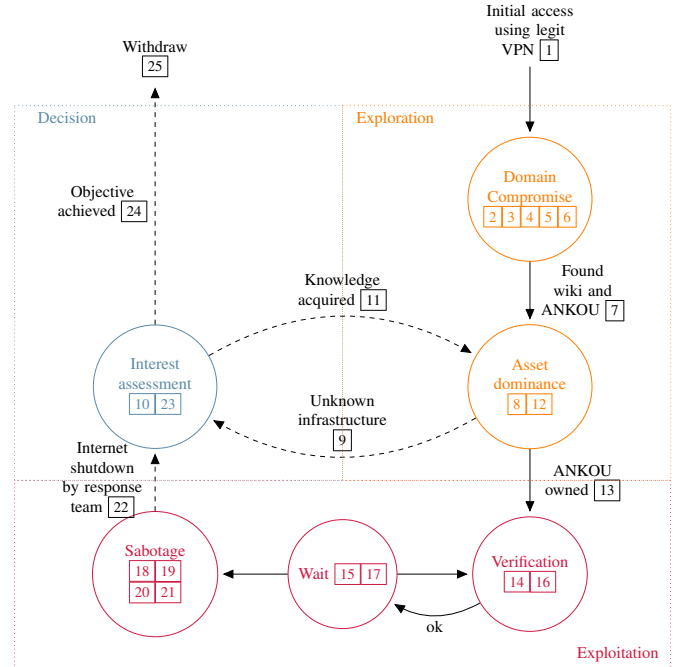 Initial access
using legit
VPN 1
Withdraw
25
Decision
Exploration
Domain
Compromise
2 3 4 5 6
Objective
achieved 24
Found
wiki and
ANKOU 7
Knowledge
acquired 11
Interest
assessment
10 23
Asset
dominance
8 12
Unknown
infrastructure
9
Internet
shutdown
by response
team 22
ANKOU
owned 13
Sabotage
18 19
20 21
Wait 15 17
Verification
14 16
ok
Exploitation